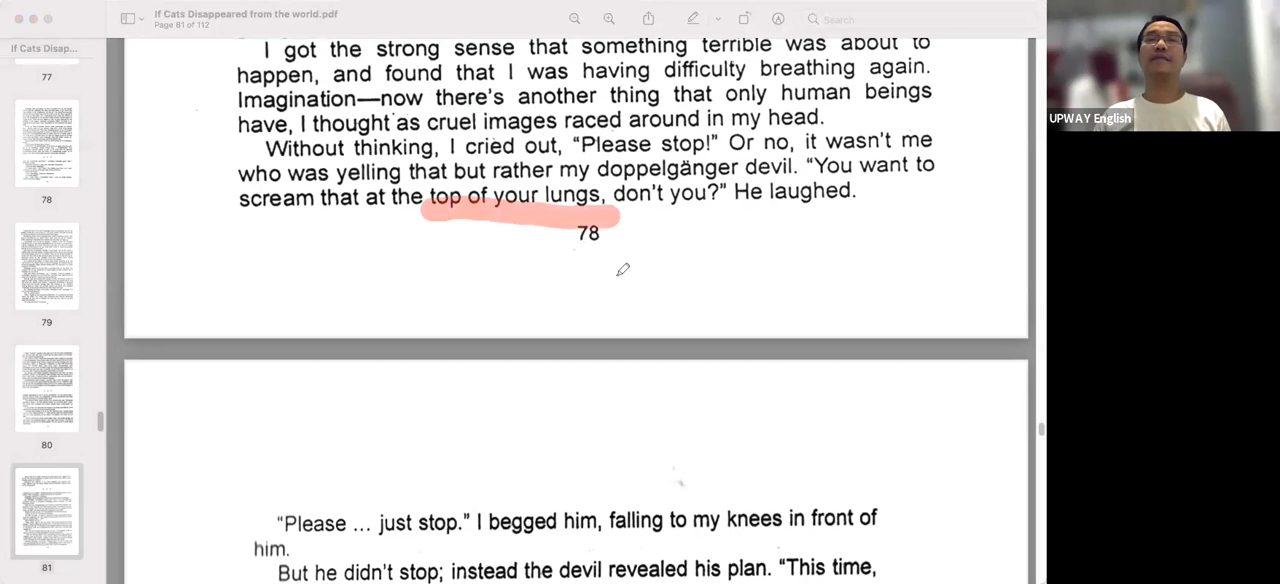 If Cats Disappeared from the world.pdf
Page 81 of 112
Search
If Cats Disap...
77
78
79
80
81
I got the strong sense that something terrible was about to
happen, and found that I was having difficulty breathing again.
Imagination—now there's another thing that only human beings
have, I thought as cruel images raced around in my head.
Without thinking, I cried out, “Please stop!” Or no, it wasn't me
who was yelling that but rather my doppelgänger devil. “You want to
scream that at the top of your lungs, don't you?” He laughed.
78
“Please ... just stop.” I begged him, falling to my knees in front of
him.
But he didn't stop; instead the devil revealed his plan. “This time,
UPWAY English